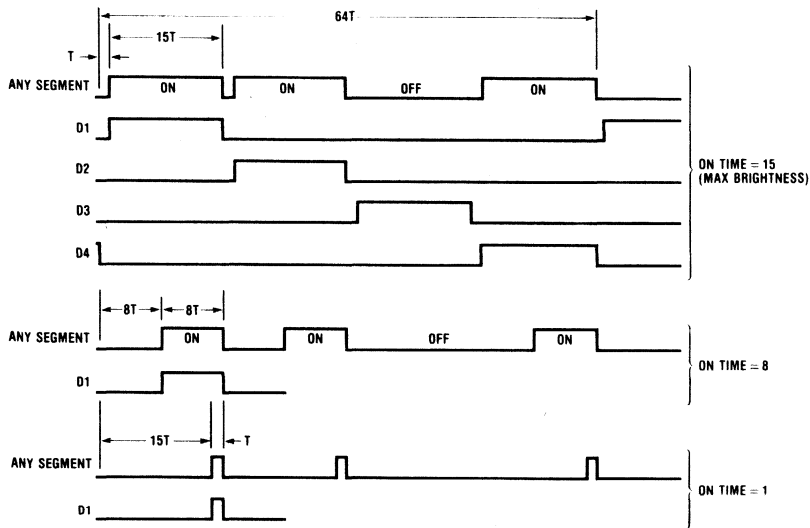 64T
15T
T
ANY SEGMENT ON ON OFF ON
D1
ON TIME = 15
(MAX BRIGHTNESS)
D2
D3
D4
8T 8T
ANY SEGMENT ON ON OFF ON
ON TIME = 8
D1
15T T
ANY SEGMENT
ON TIME = 1
D1